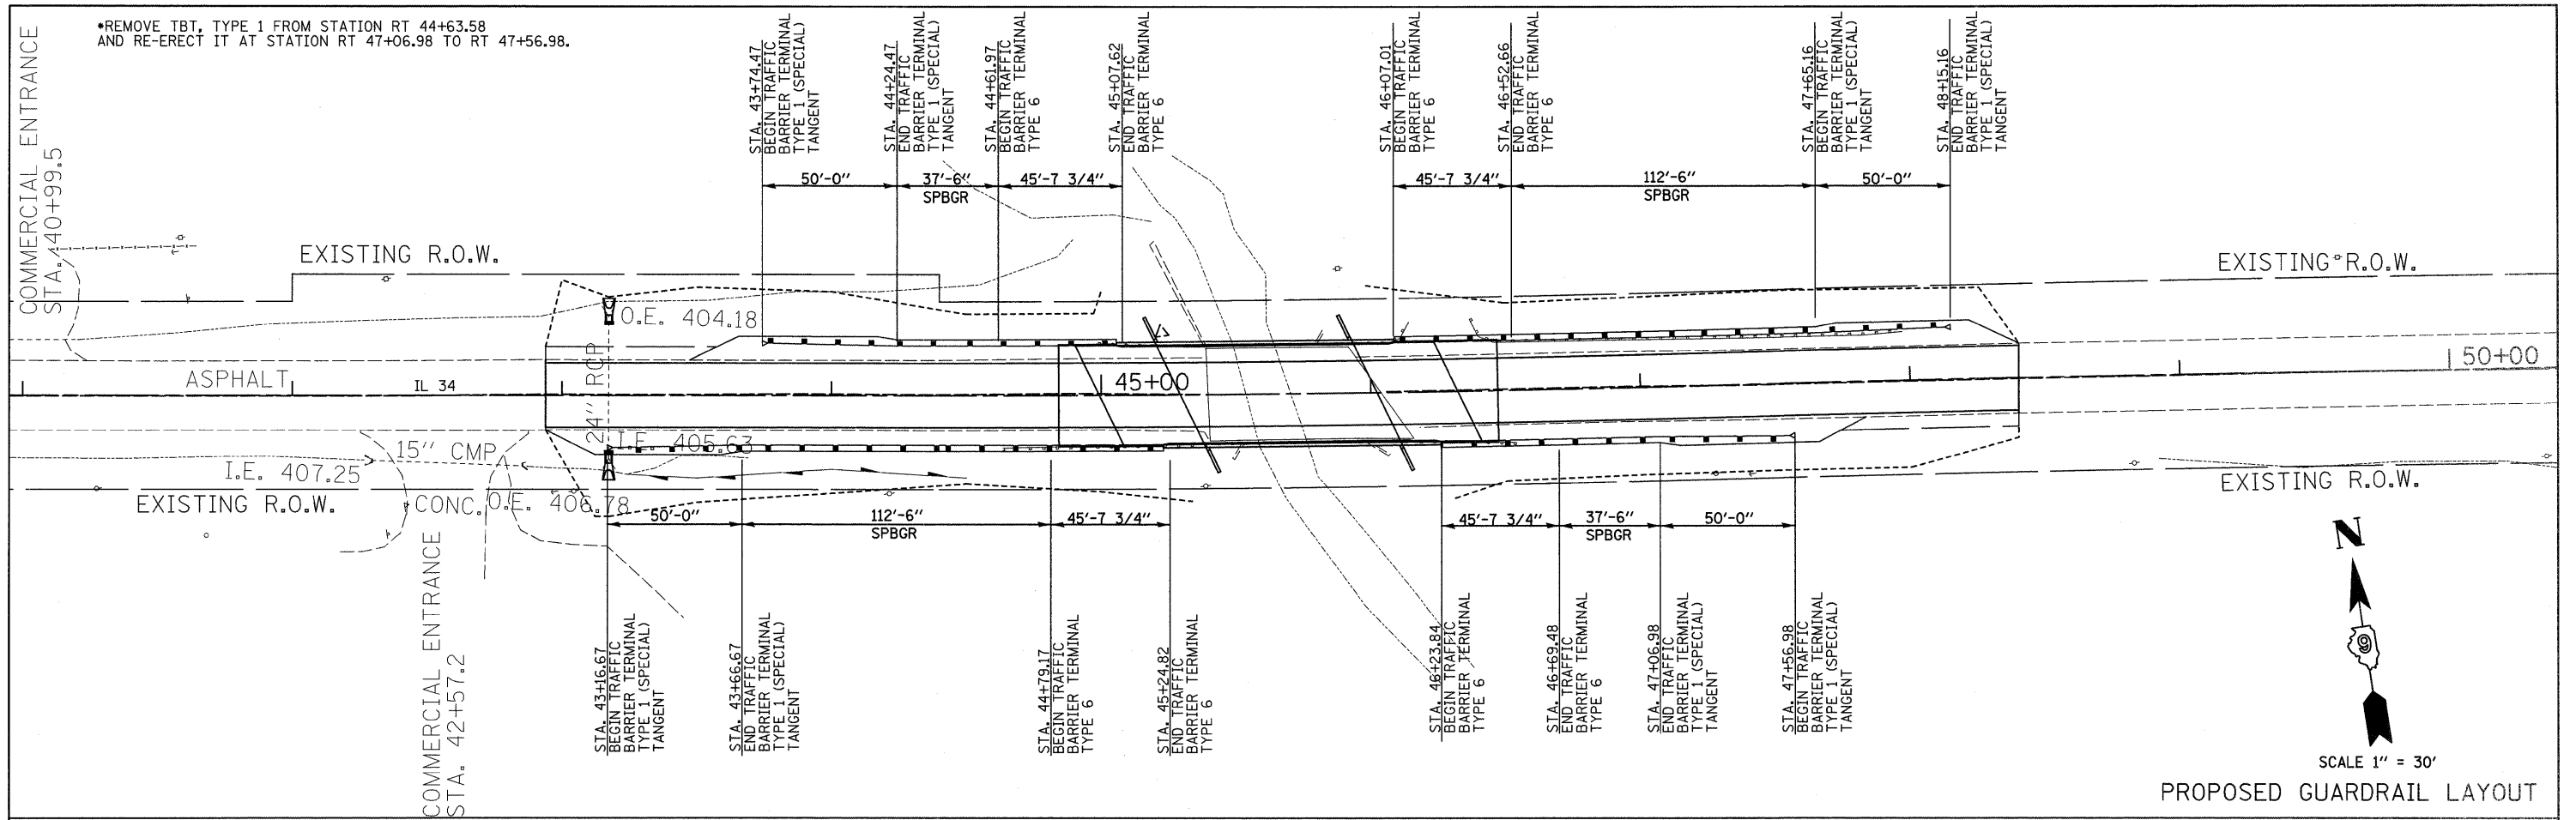 *REMOVE TBT, TYPE 1 FROM STATION RT 44+63.58
AND RE-ERECT IT AT STATION RT 47+06.98 TO RT 47+56.98.
COMMERCIAL ENTRANCE
STA. 40+99.5
STA. 43+74.47
BEGIN TRAFFIC
BARRIER TERMINAL
TYPE 1 (SPECIAL)
TANGENT
STA. 44+24.47
END TRAFFIC
BARRIER TERMINAL
TYPE 1 (SPECIAL)
TANGENT
STA. 44+61.97
BEGIN TRAFFIC
BARRIER TERMINAL
TYPE 6
STA. 45+07.62
END TRAFFIC
BARRIER TERMINAL
TYPE 6
STA. 46+07.01
BEGIN TRAFFIC
BARRIER TERMINAL
TYPE 6
STA. 46+52.66
END TRAFFIC
BARRIER TERMINAL
TYPE 6
STA. 47+65.16
BEGIN TRAFFIC
BARRIER TERMINAL
TYPE 1 (SPECIAL)
TANGENT
STA. 48+15.16
END TRAFFIC
BARRIER TERMINAL
TYPE 1 (SPECIAL)
TANGENT
50'-0"
37'-6"
SPBGR
45'-7 3/4"
45'-7 3/4"
112'-6"
SPBGR
50'-0"
EXISTING R.O.W.
EXISTING R.O.W.
O.E. 404.18
24" RCP
ASPHALT
IL 34
45+00
50+00
I.E. 405.63
15" CMP
I.E. 407.25
EXISTING R.O.W.
CONC.
O.E. 406.78
EXISTING R.O.W.
50'-0"
112'-6"
SPBGR
45'-7 3/4"
45'-7 3/4"
37'-6"
SPBGR
50'-0"
COMMERCIAL ENTRANCE
STA. 42+57.2
STA. 43+16.67
BEGIN TRAFFIC
BARRIER TERMINAL
TYPE 1 (SPECIAL)
TANGENT
STA. 43+66.67
END TRAFFIC
BARRIER TERMINAL
TYPE 1 (SPECIAL)
TANGENT
STA. 44+79.17
BEGIN TRAFFIC
BARRIER TERMINAL
TYPE 6
STA. 45+24.82
END TRAFFIC
BARRIER TERMINAL
TYPE 6
STA. 46+23.84
BEGIN TRAFFIC
BARRIER TERMINAL
TYPE 6
STA. 46+69.48
END TRAFFIC
BARRIER TERMINAL
TYPE 6
STA. 47+06.98
END TRAFFIC
BARRIER TERMINAL
TYPE 1 (SPECIAL)
TANGENT
STA. 47+56.98
BEGIN TRAFFIC
BARRIER TERMINAL
TYPE 1 (SPECIAL)
TANGENT
N
SCALE 1" = 30'
PROPOSED GUARDRAIL LAYOUT